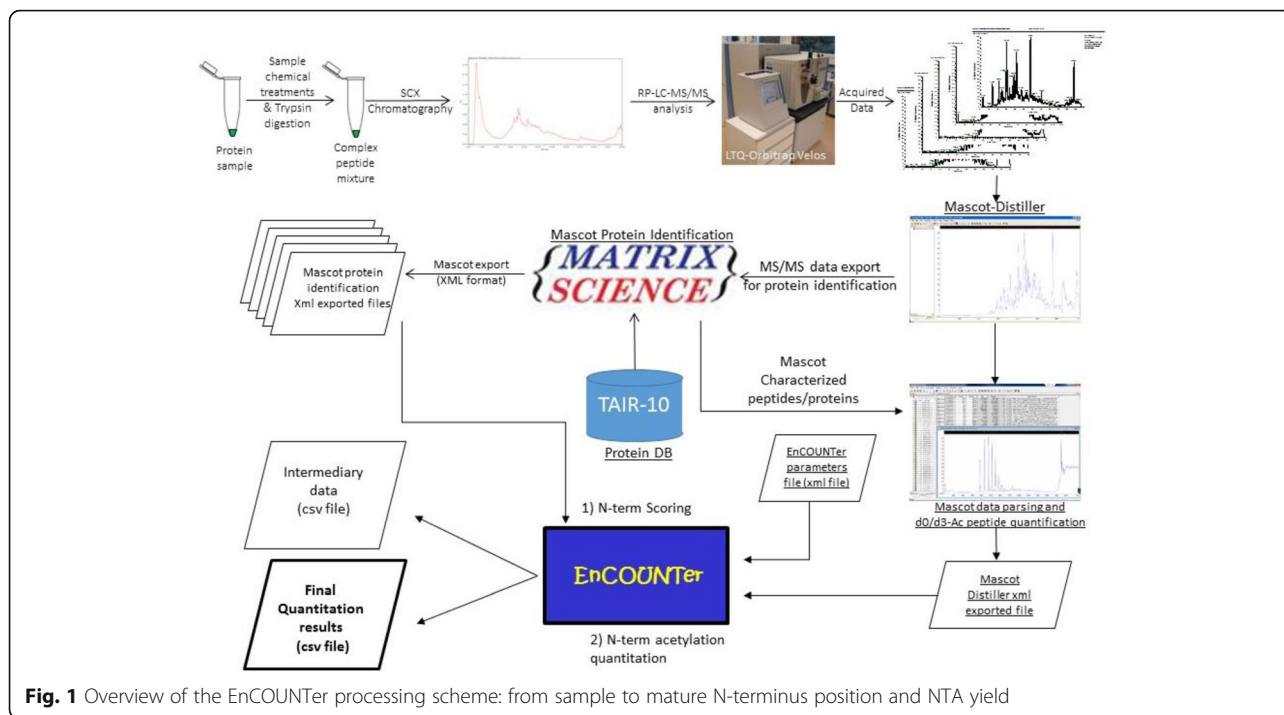 Sample
chemical
treatments
& Trypsin
digestion
SCX
Chromatography
RP-LC-MS/MS
analysis
Acquired
Data
Protein
sample
Complex
peptide
mixture
LTQ-Orbitrap Velos
Mascot-Distiller
Mascot Protein Identification
{MATRIX
SCIENCE}
MS/MS data export
for protein identification
Mascot export
(XML format)
Mascot protein
identification
Xml exported files
Mascot
Characterized
peptides/proteins
TAIR-10
Protein DB
EnCOUNTer
parameters
file (xml file)
Mascot data parsing and
d0/d3-Ac peptide quantification
Intermediary
data
(csv file)
1) N-term Scoring
EnCOUNTer
Final
Quantitation
results
(csv file)
2) N-term acetylation
quantitation
Mascot
Distiller xml
exported file
Fig. 1 Overview of the EnCOUNTer processing scheme: from sample to mature N-terminus position and NTA yield